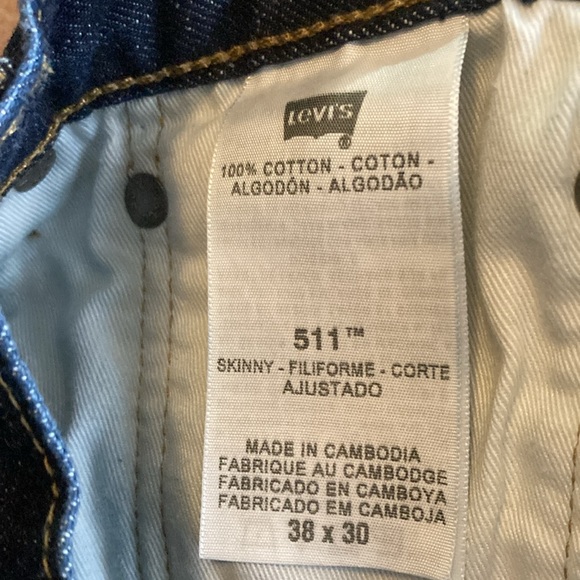 Levi's
®
100% COTTON - COTON -
ALGODÓN - ALGODÃO
511™
SKINNY - FILIFORME - CORTE
AJUSTADO
MADE IN CAMBODIA
FABRIQUE AU CAMBODGE
FABRICADO EN CAMBOYA
FABRICADO EM CAMBOJA
38 x 30